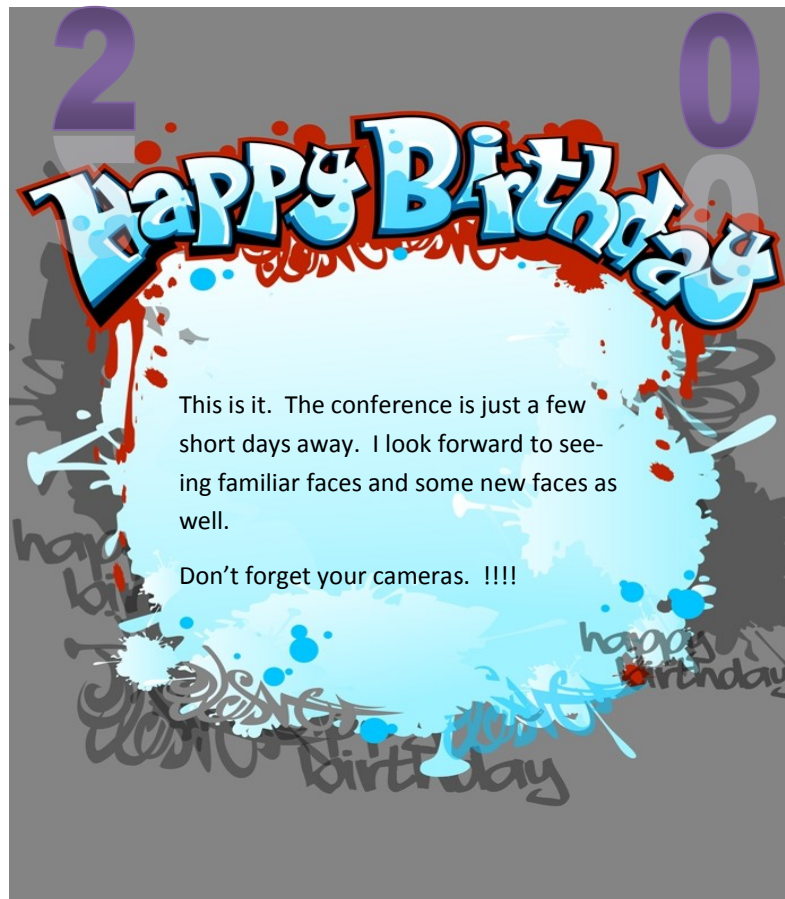 2 0
Happy Birthday
This is it.  The conference is just a few
short days away.  I look forward to see-
ing familiar faces and some new faces as
well.
Don’t forget your cameras.  !!!!
happy
birthday
birthday